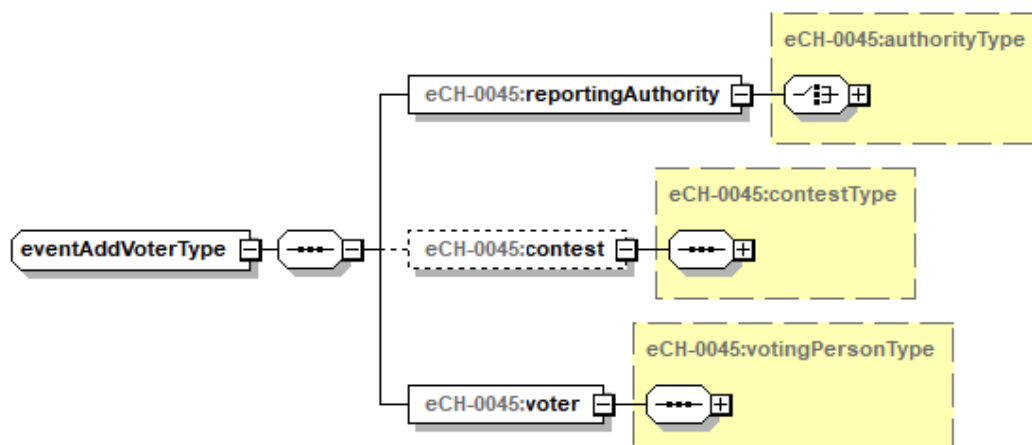 eCH-0045:authorityType
eCH-0045:reportingAuthority
eCH-0045:contestType
eventAddVoterType
eCH-0045:contest
eCH-0045:votingPersonType
eCH-0045:voter